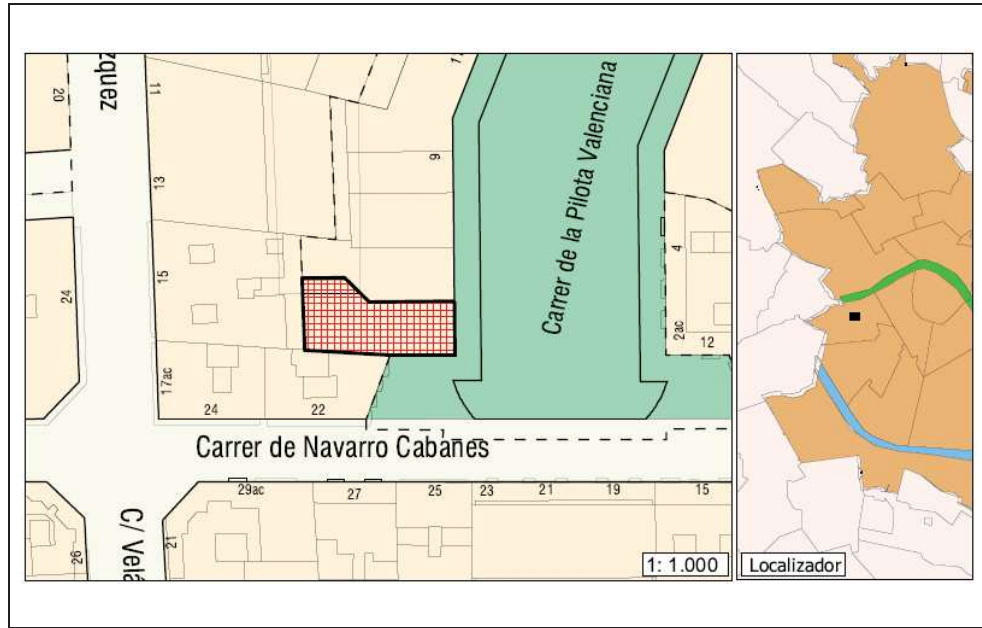 zquez
20
11
13
15
24
17ac
24
22
9
Carrer de la Pilota Valenciana
4
2ac
12
Carrer de Navarro Cabanes
29ac
27
25
23
21
19
15
C/ Velá
21
26
1: 1.000
Localizador